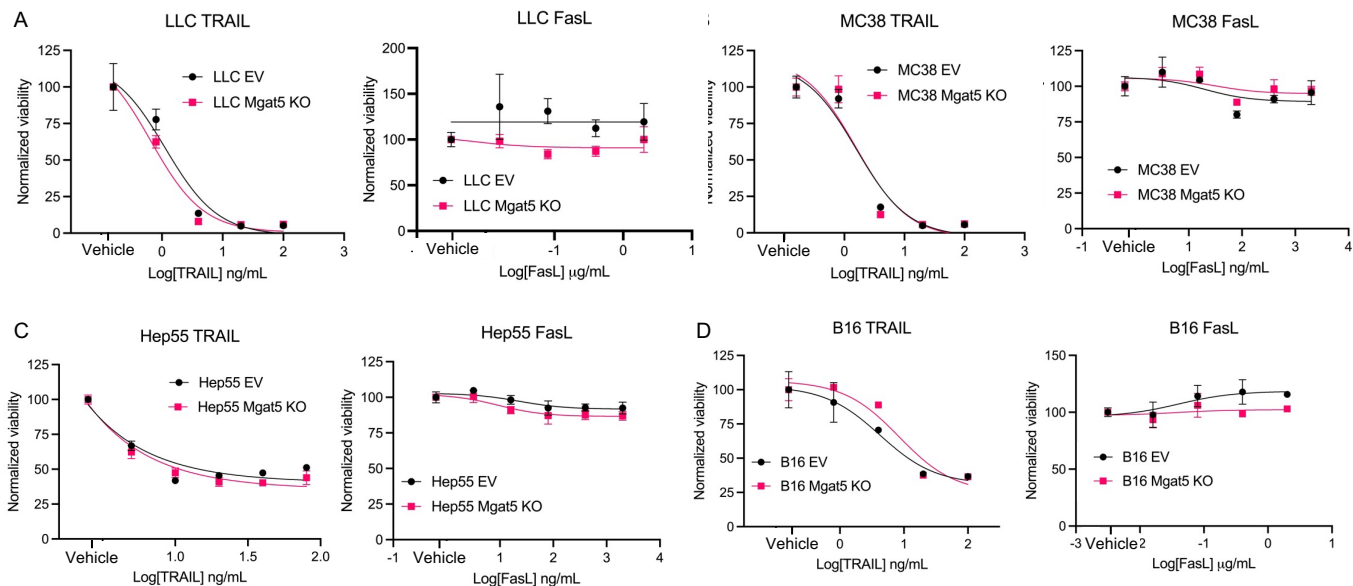 A
LLC TRAIL
Normalized viability
125
100
75
50
25
0
LLC EV
LLC Mgat5 KO
Vehicle
0
1
2
3
Log[TRAIL] ng/mL
LLC FasL
Normalized viability
200
150
100
50
0
LLC EV
LLC Mgat5 KO
Vehicle
-1
0
1
Log[FasL] μg/mL
MC38 TRAIL
Normalized viability
125
100
75
50
25
0
MC38 EV
MC38 Mgat5 KO
Vehicle
0
1
2
3
Log[TRAIL] ng/mL
MC38 FasL
Normalized viability
125
100
75
50
25
0
MC38 EV
MC38 Mgat5 KO
-1
Vehicle
1
2
3
4
Log[FasL] ng/mL
C
Hep55 TRAIL
Normalized viability
125
100
75
50
25
0
Hep55 EV
Hep55 Mgat5 KO
Vehicle
1.0
1.5
2.0
Log[TRAIL] ng/mL
Hep55 FasL
Normalized viability
125
100
75
50
25
0
Hep55 EV
Hep55 Mgat5 KO
-1
Vehicle
1
2
3
4
Log[FasL] ng/mL
D
B16 TRAIL
Normalized viability
125
100
75
50
25
0
B16 EV
B16 Mgat5 KO
Vehicle
0
1
2
Log[TRAIL] ng/mL
B16 FasL
Normalized viability
150
100
50
0
B16 EV
B16 Mgat5 KO
-3
Vehicle
2
-1
0
1
Log[FasL] μg/mL